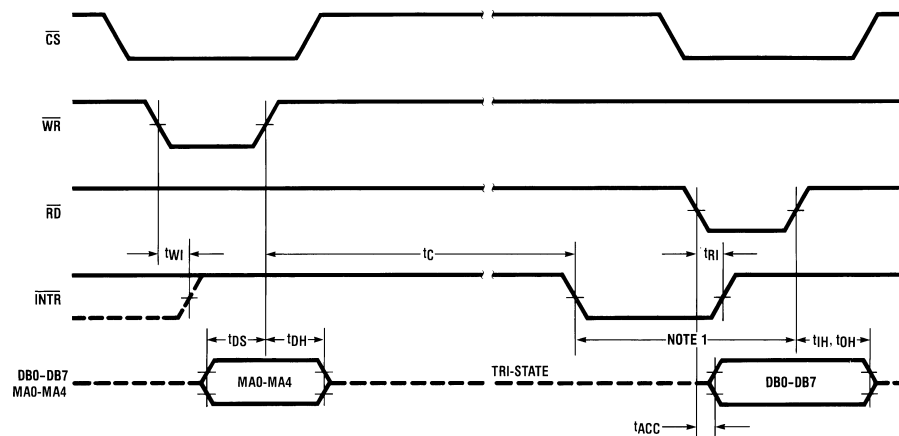 CS
WR
RD
tWI
tC
tRI
INTR
tDS
tDH
NOTE 1
tIH, tOH
DB0–DB7
MA0–MA4
MA0–MA4
TRI-STATE
DB0–DB7
tACC